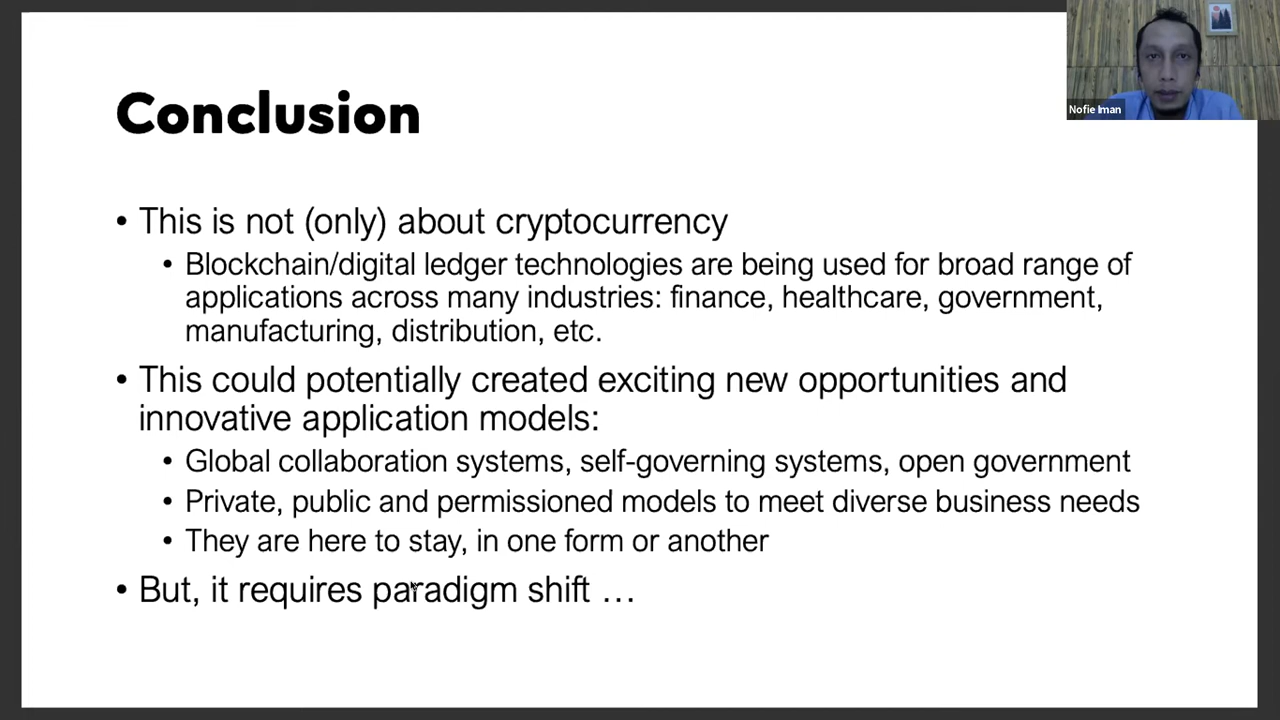 Conclusion
Nofie Iman
• This is not (only) about cryptocurrency
• Blockchain/digital ledger technologies are being used for broad range of
applications across many industries: finance, healthcare, government,
manufacturing, distribution, etc.
• This could potentially created exciting new opportunities and
innovative application models:
• Global collaboration systems, self-governing systems, open government
• Private, public and permissioned models to meet diverse business needs
• They are here to stay, in one form or another
• But, it requires paradigm shift …